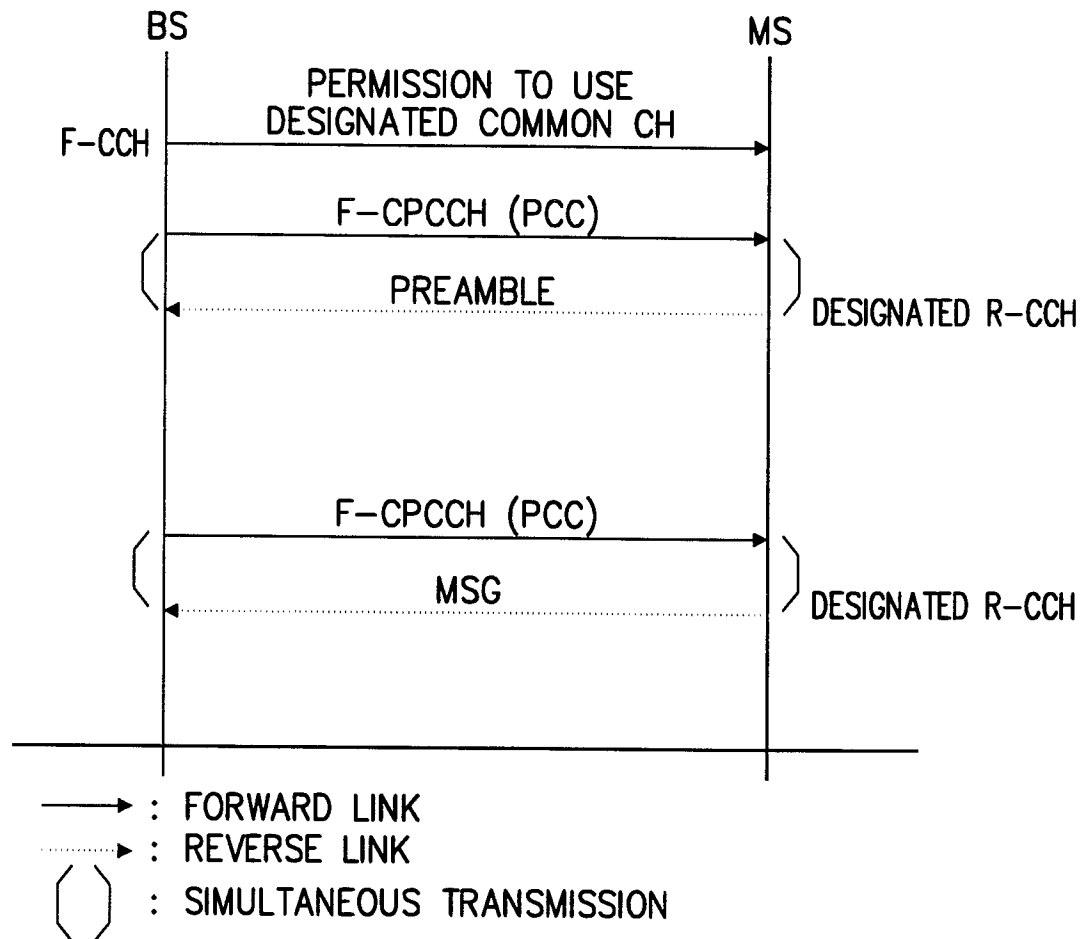 BS
MS
PERMISSION TO USE
DESIGNATED COMMON CH
F-CCH
F-CPCCH (PCC)
PREAMBLE
DESIGNATED R-CCH
F-CPCCH (PCC)
MSG
DESIGNATED R-CCH
: FORWARD LINK
: REVERSE LINK
: SIMULTANEOUS TRANSMISSION